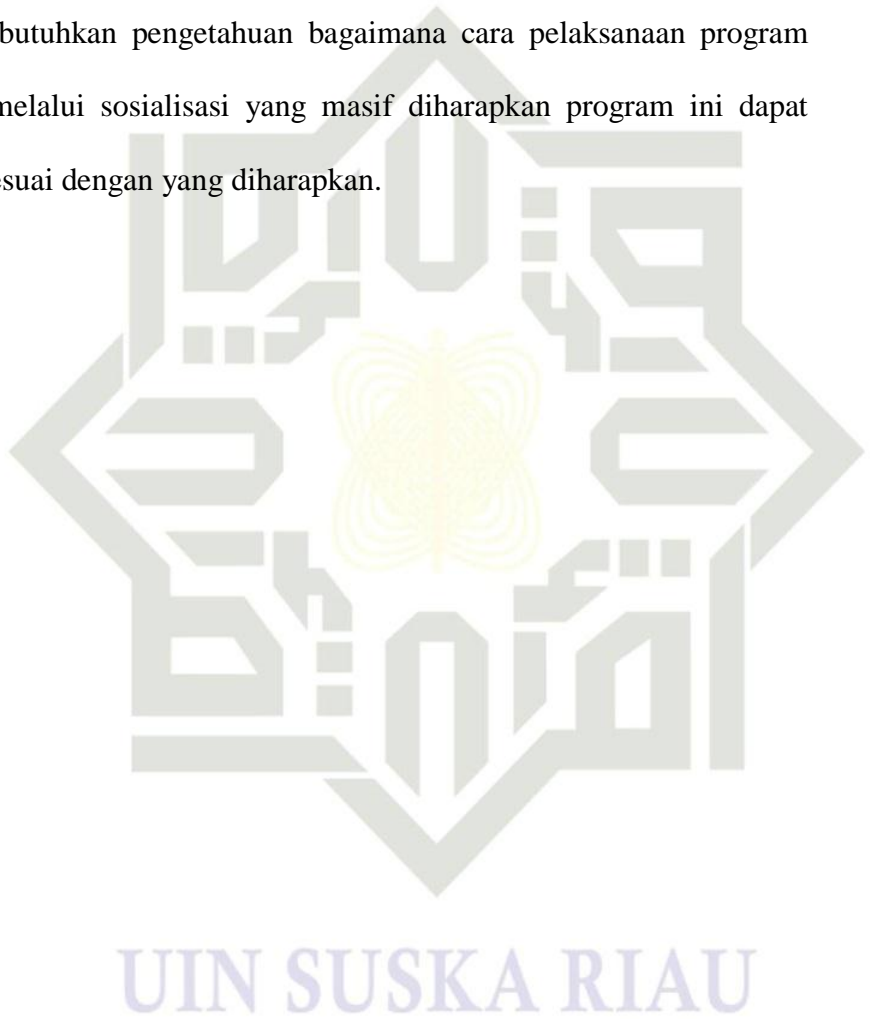 butuhkan pengetahuan bagaimana cara pelaksanaan program
melalui sosialisasi yang masif diharapkan program ini dapat
esuai dengan yang diharapkan.
UIN SUSKA RIAU